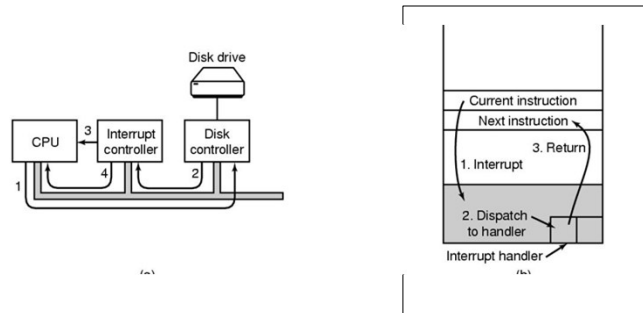 Disk drive
CPU
3
Interrupt
controller
Disk
controller
1
4
2
Current instruction
Next instruction
3. Return
1. Interrupt
2. Dispatch
to handler
Interrupt handler